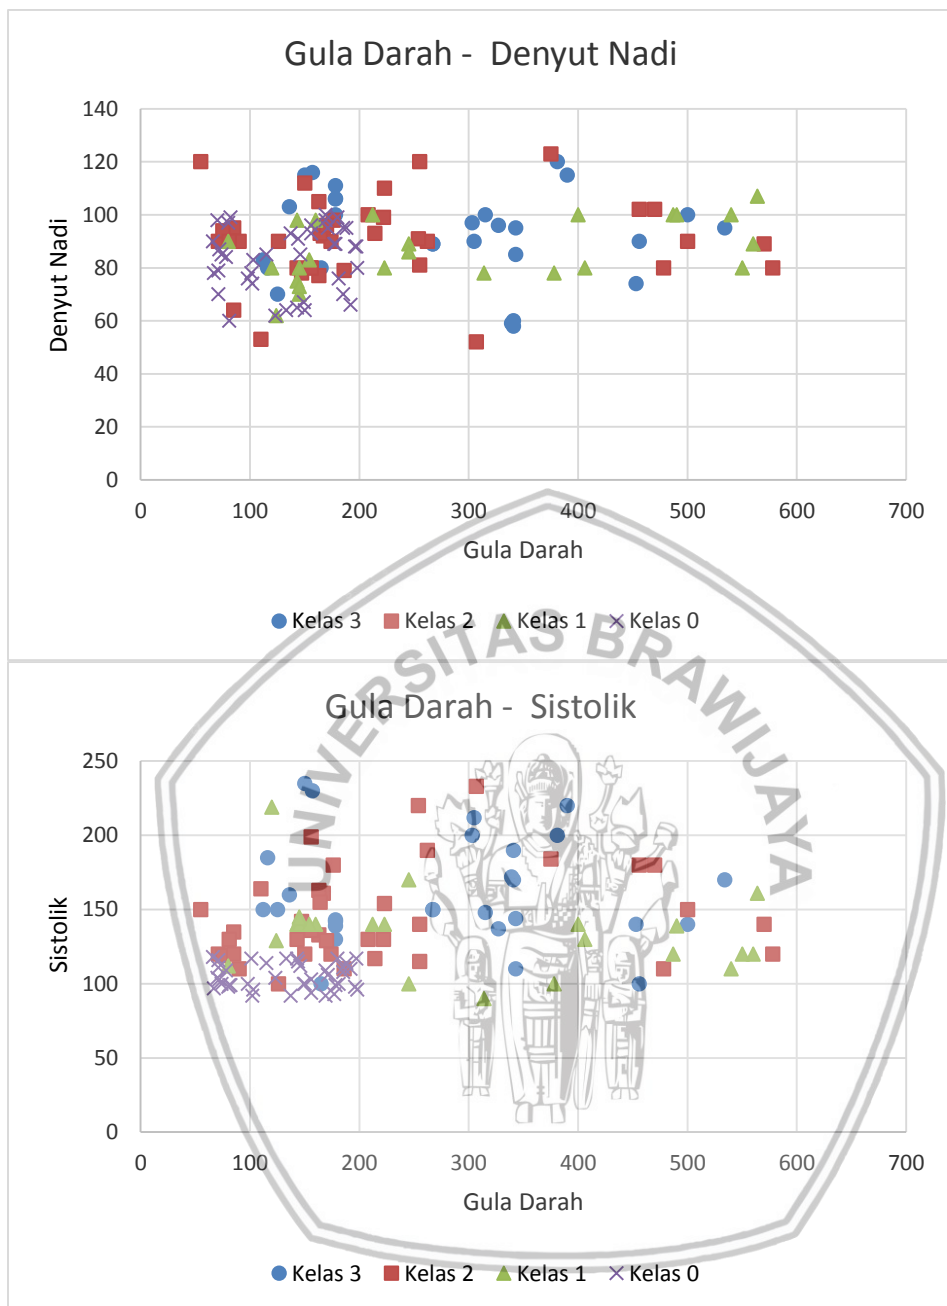 Gula Darah - Denyut Nadi
140
120
100
80
60
40
20
0
Denyut Nadi
0 100 200 300 400 500 600 700
Gula Darah
Kelas 3 Kelas 2 Kelas 1 Kelas 0
UNIVERSITAS BRAWIJAYA
Gula Darah - Sistolik
250
200
150
100
50
0
Sistolik
0 100 200 300 400 500 600 700
Gula Darah
Kelas 3 Kelas 2 Kelas 1 Kelas 0